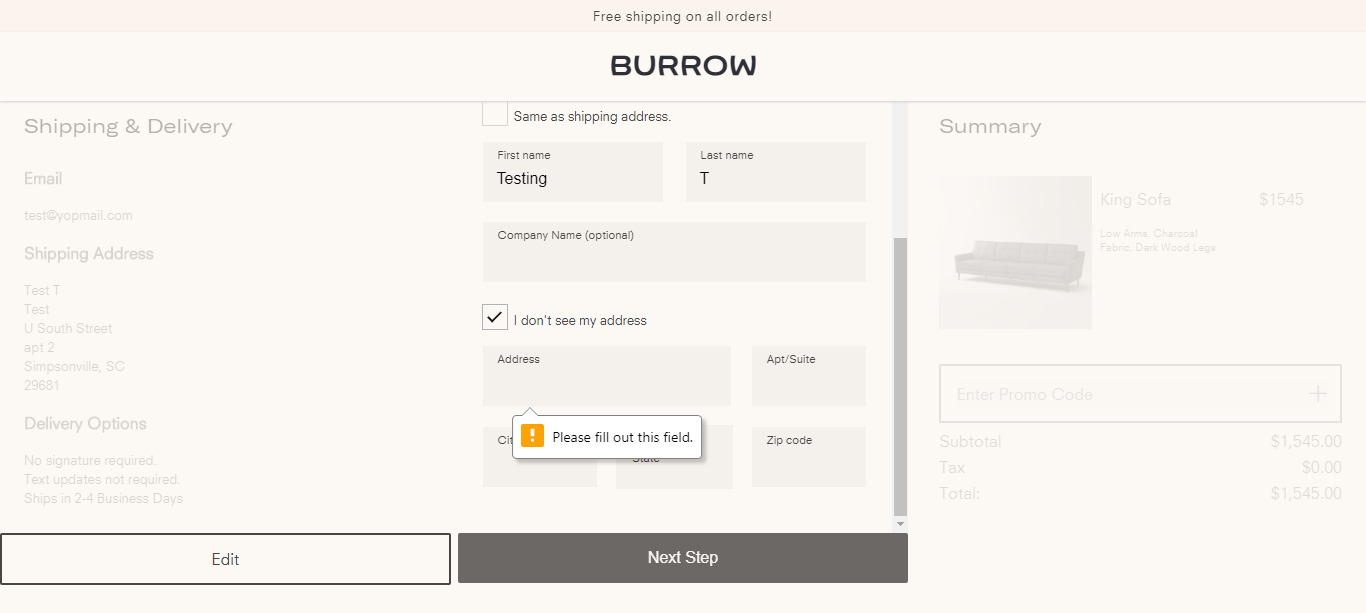 Free shipping on all orders!
BURROW
Shipping & Delivery
Email
test@yopmail.com
Shipping Address
Test T
Test
U South Street
apt 2
Simpsonville, SC
29681
Delivery Options
No signature required.
Text updates not required.
Ships in 2-4 Business Days
Edit
Same as shipping address.
First name
Testing
Last name
T
Company Name (optional)
I don't see my address
Address
Apt/Suite
Please fill out this field.
Zip code
Next Step
Summary
King Sofa $1545
Low Arms, Charcoal
Fabric, Dark Wood Legs
Enter Promo Code
Subtotal $1,545.00
Tax $0.00
Total: $1,545.00